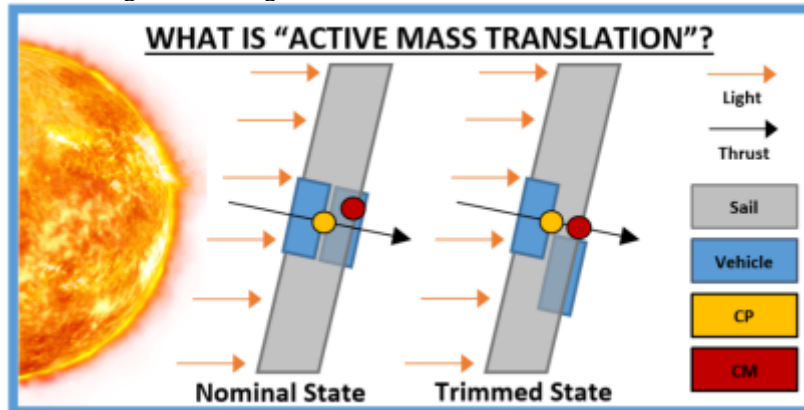 WHAT IS “ACTIVE MASS TRANSLATION”?
Light
Thrust
Sail
Vehicle
CP
CM
Nominal State
Trimmed State